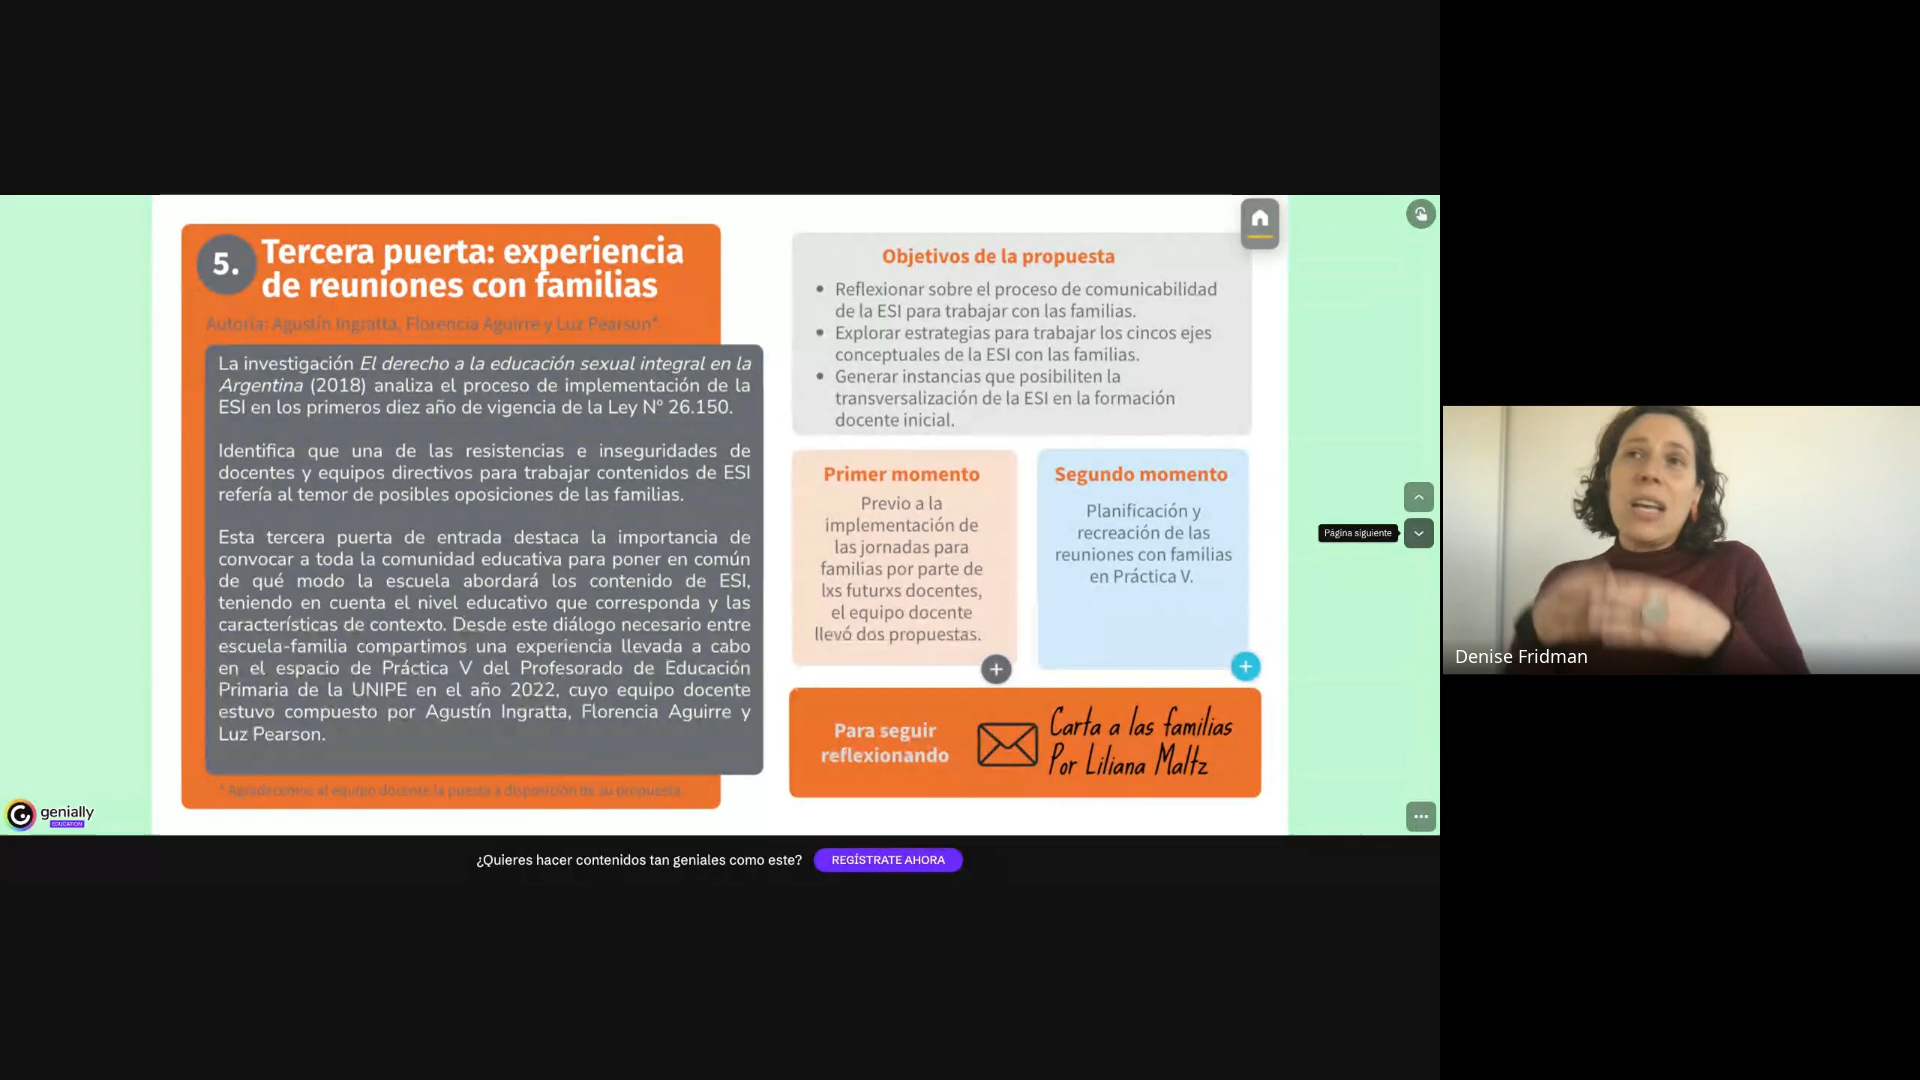 5.
Tercera puerta: experiencia
de reuniones con familias
Autoría: Agustín Ingratta, Florencia Aguirre y Luz Pearson*
La investigación El derecho a la educación sexual integral en la
Argentina (2018) analiza el proceso de implementación de la
ESI en los primeros diez año de vigencia de la Ley Nº 26.150.
Identifica que una de las resistencias e inseguridades de
docentes y equipos directivos para trabajar contenidos de ESI
refería al temor de posibles oposiciones de las familias.
Esta tercera puerta de entrada destaca la importancia de
convocar a toda la comunidad educativa para poner en común
de qué modo la escuela abordará los contenido de ESI,
teniendo en cuenta el nivel educativo que corresponda y las
características de contexto. Desde este diálogo necesario entre
escuela-familia compartimos una experiencia llevada a cabo
en el espacio de Práctica V del Profesorado de Educación
Primaria de la UNIPE en el año 2022, cuyo equipo docente
estuvo compuesto por Agustín Ingratta, Florencia Aguirre y
Luz Pearson.
* Agradecemos al equipo docente la puesta a disposición de su propuesta.
Objetivos de la propuesta
• Reflexionar sobre el proceso de comunicabilidad
de la ESI para trabajar con las familias.
• Explorar estrategias para trabajar los cincos ejes
conceptuales de la ESI con las familias.
• Generar instancias que posibiliten la
transversalización de la ESI en la formación
docente inicial.
Primer momento
Previo a la
implementación de
las jornadas para
familias por parte de
lxs futurxs docentes,
el equipo docente
llevó dos propuestas.
Segundo momento
Planificación y
recreación de las
reuniones con familias
en Práctica V.
Para seguir
reflexionando
Carta a las familias
Por Liliana Maltz
Página siguiente
genially
EDUCATION
¿Quieres hacer contenidos tan geniales como este?
REGÍSTRATE AHORA
Denise Fridman